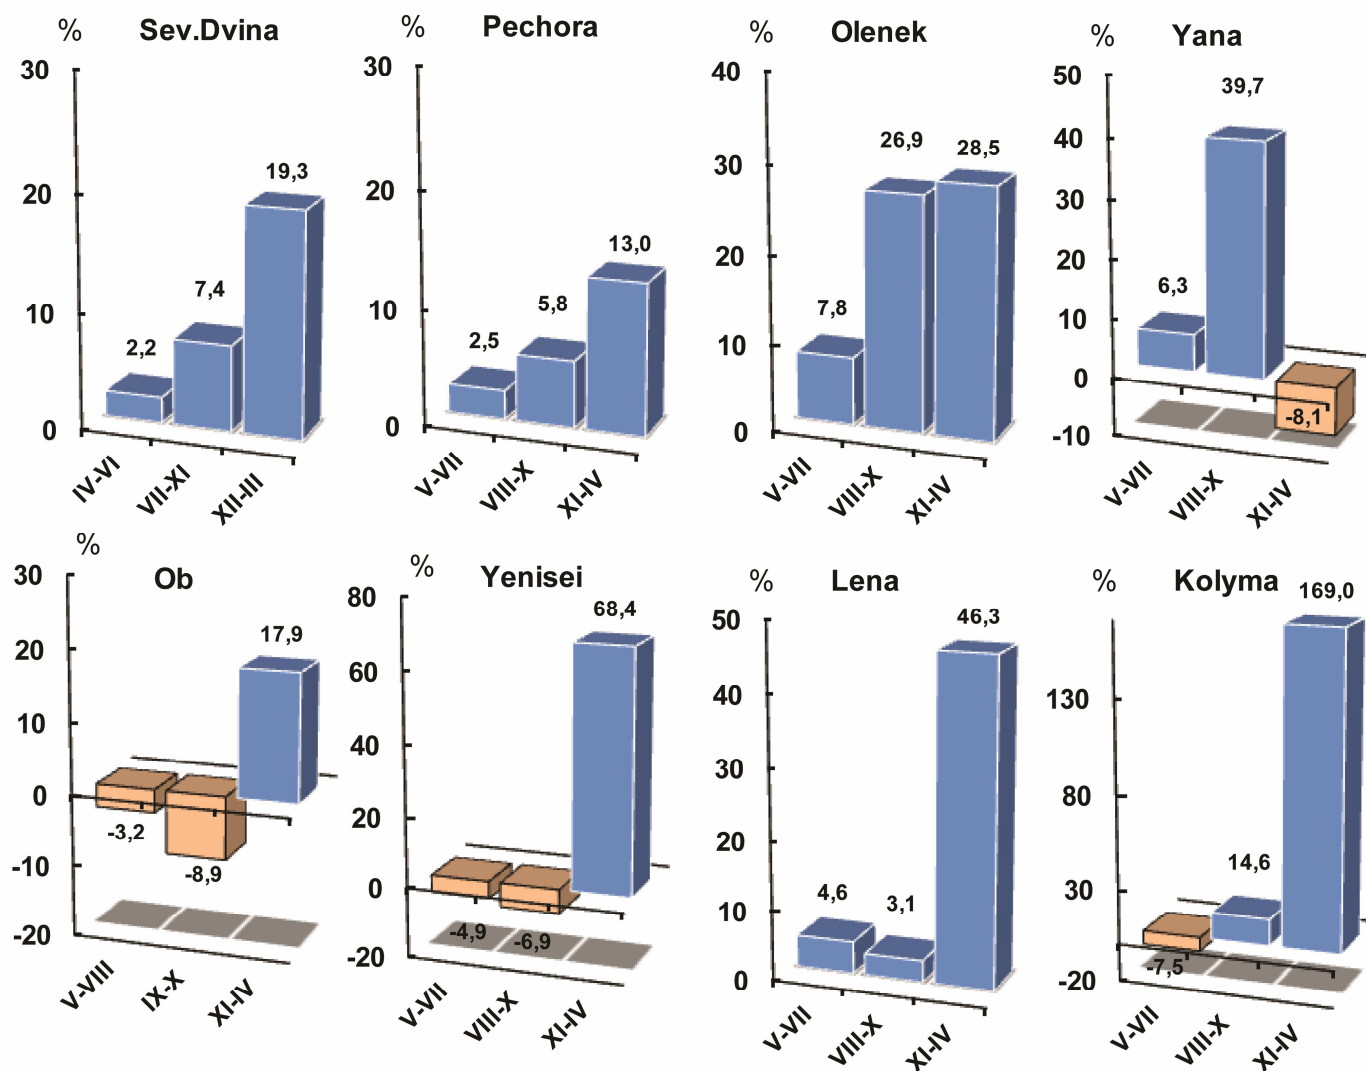 %
Sev.Dvina
30
20
10
0
2,2
7,4
19,3
IV-VI
VII-XI
XII-III
%
Pechora
30
20
10
0
2,5
5,8
13,0
V-VII
VIII-X
XI-IV
%
Olenek
40
30
20
10
0
7,8
26,9
28,5
V-VII
VIII-X
XI-IV
%
Yana
50
40
30
20
10
0
-10
6,3
39,7
-8,1
V-VII
VIII-X
XI-IV
%
Ob
30
20
10
0
-10
-20
-3,2
-8,9
17,9
V-VIII
IX-X
XI-IV
%
Yenisei
80
60
40
20
0
-20
-4,9
-6,9
68,4
V-VII
VIII-X
XI-IV
%
Lena
50
40
30
20
10
0
4,6
3,1
46,3
V-VII
VIII-X
XI-IV
%
Kolyma
130
80
30
-20
-7,5
14,6
169,0
V-VII
VIII-X
XI-IV